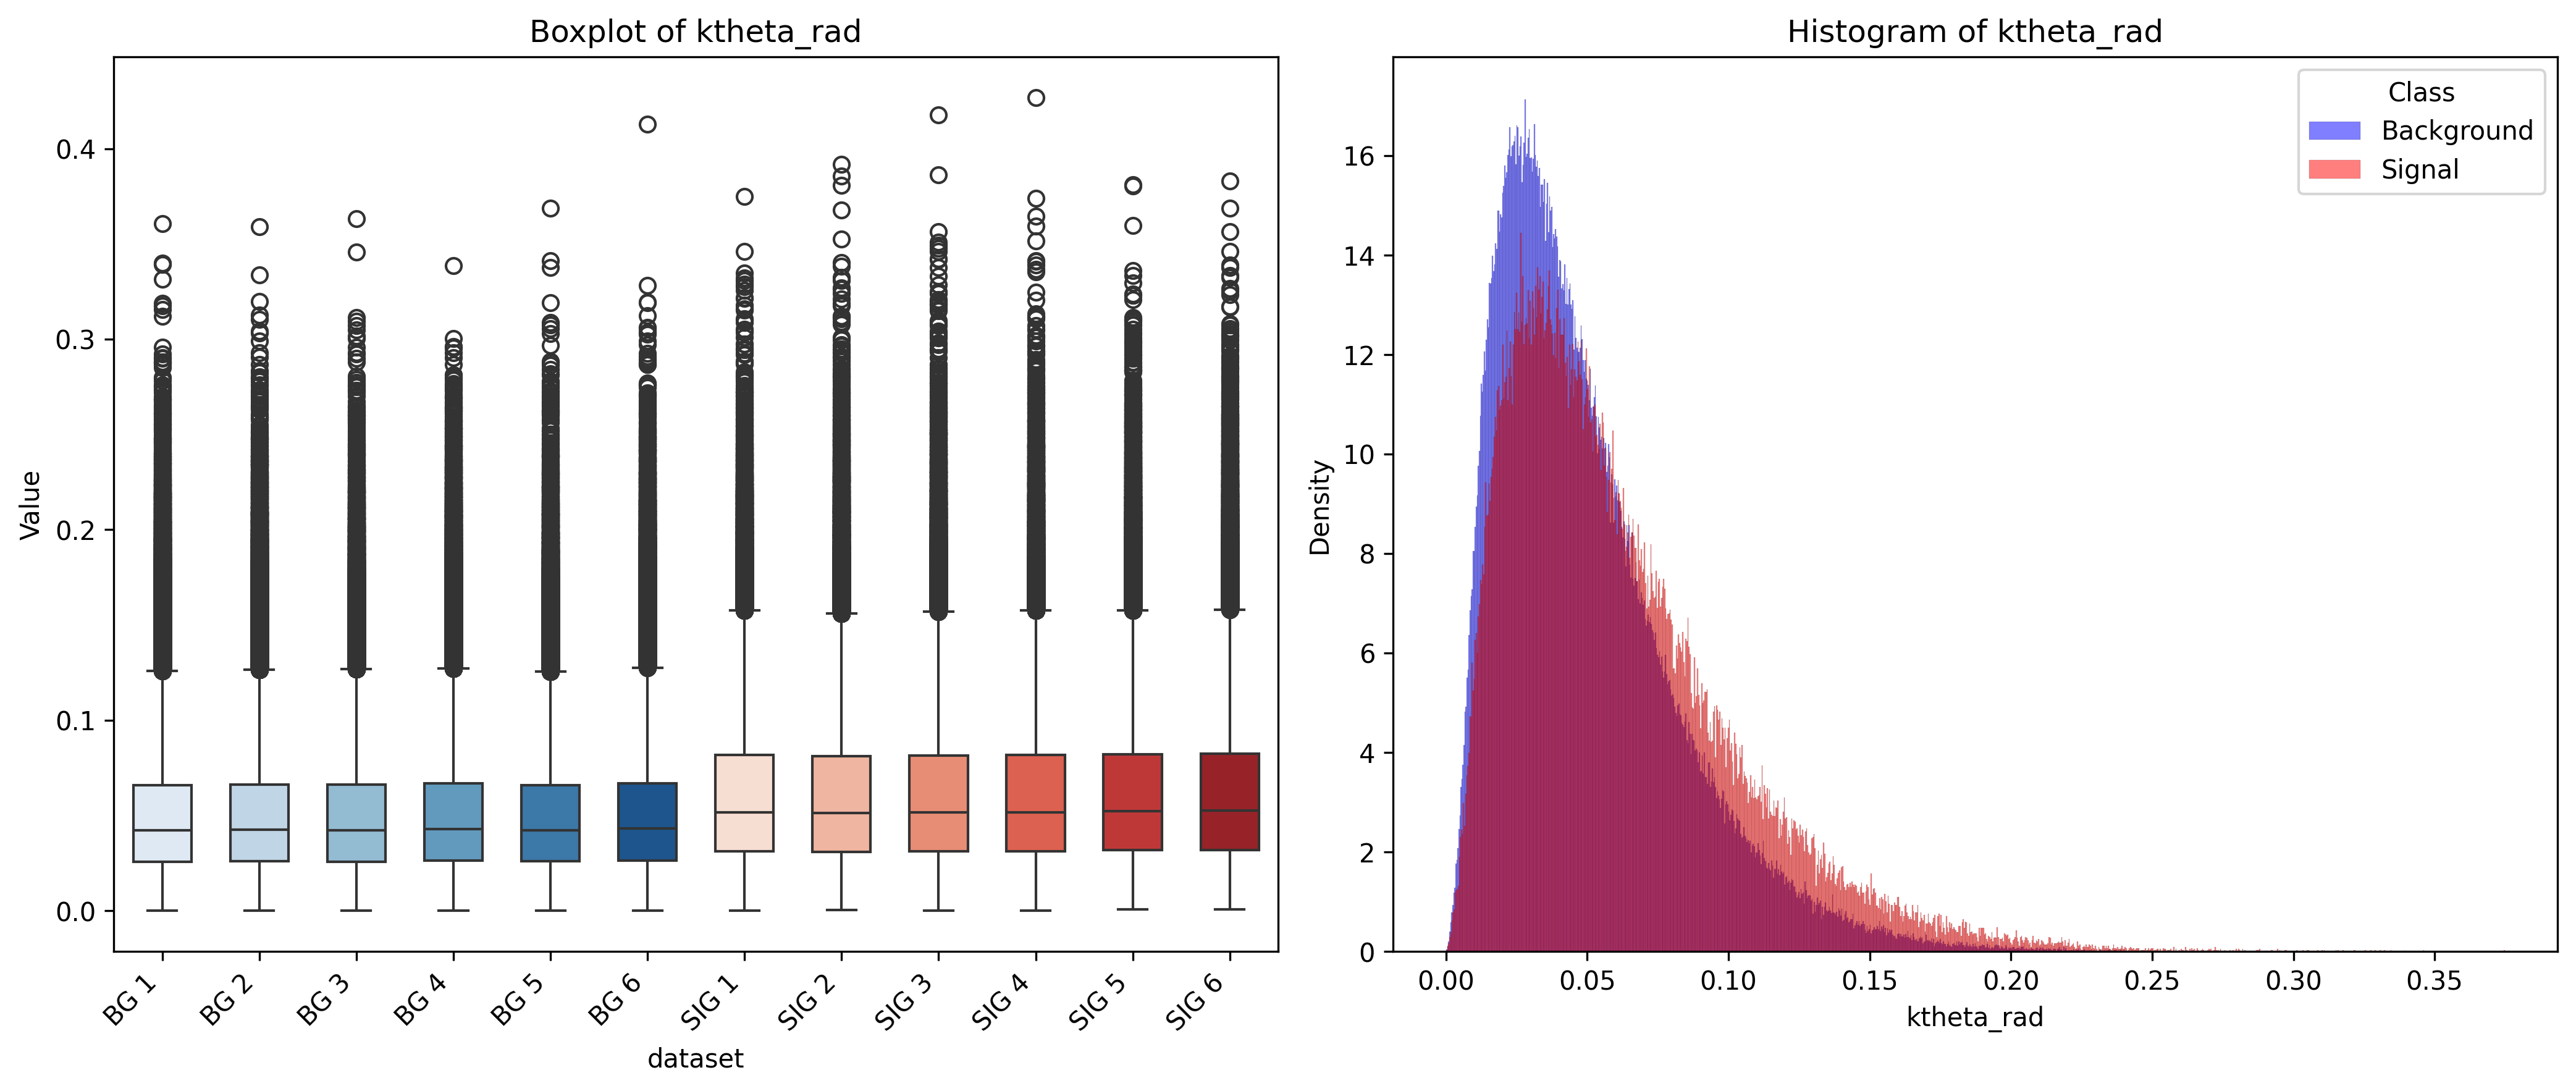 Boxplot of ktheta_rad
Value
0.4
0.3
0.2
0.1
0.0
BG 1
BG 2
BG 3
BG 4
BG 5
BG 6
SIG 1
SIG 2
SIG 3
SIG 4
SIG 5
SIG 6
dataset
Histogram of ktheta_rad
Class
Background
Signal
Density
16
14
12
10
8
6
4
2
0
0.00
0.05
0.10
0.15
0.20
0.25
0.30
0.35
ktheta_rad